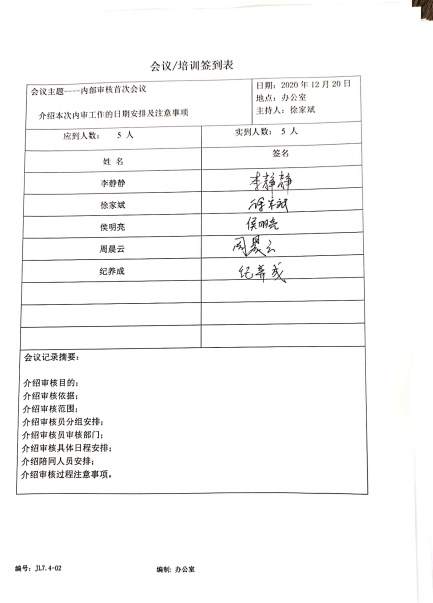 会议/培训签到表
会议主题----内部审核首次会议
介绍本次内审工作的日期安排及注意事项
日期：2020 年 12 月 20 日
地点：办公室
主持人：徐家斌
应到人数： 5 人 实到人数： 5 人
姓 名 签名
李静静 李静静
徐家斌 徐家斌
侯明亮 侯明亮
周晨云 周晨云
纪养成 纪养成
会议记录摘要：
介绍审核目的；
介绍审核依据；
介绍审核范围；
介绍审核员分组安排；
介绍审核员审核部门；
介绍审核具体日程安排；
介绍陪同人员安排；
介绍审核过程注意事项。
编号：JL7.4-02 编制：办公室